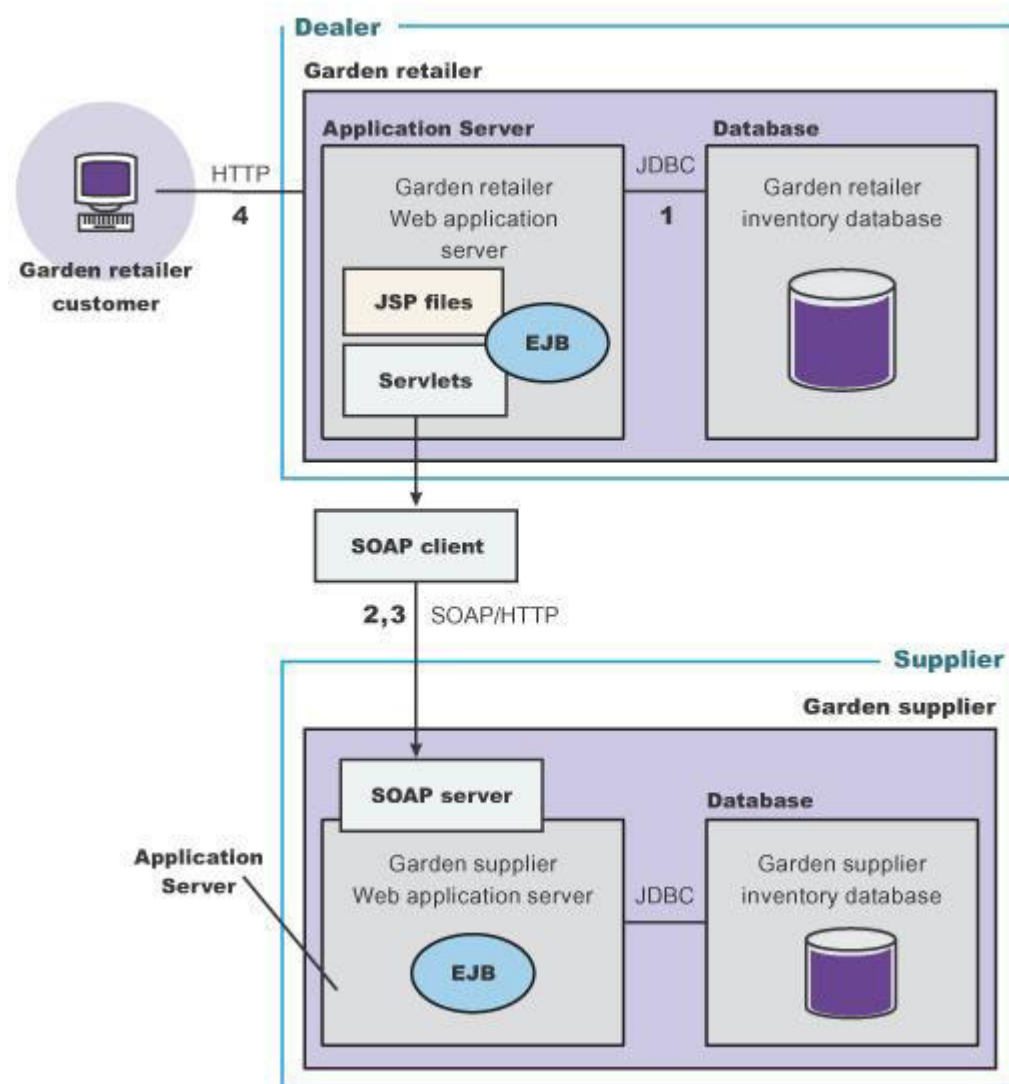 Dealer
Garden retailer
Application Server
Database
HTTP
4
Garden retailer
Web application
server
JDBC
1
Garden retailer
inventory database
JSP files
EJB
Servlets
Garden retailer
customer
SOAP client
2,3 SOAP/HTTP
Supplier
Garden supplier
SOAP server
Database
Application
Server
Garden supplier
Web application server
JDBC
Garden supplier
inventory database
EJB